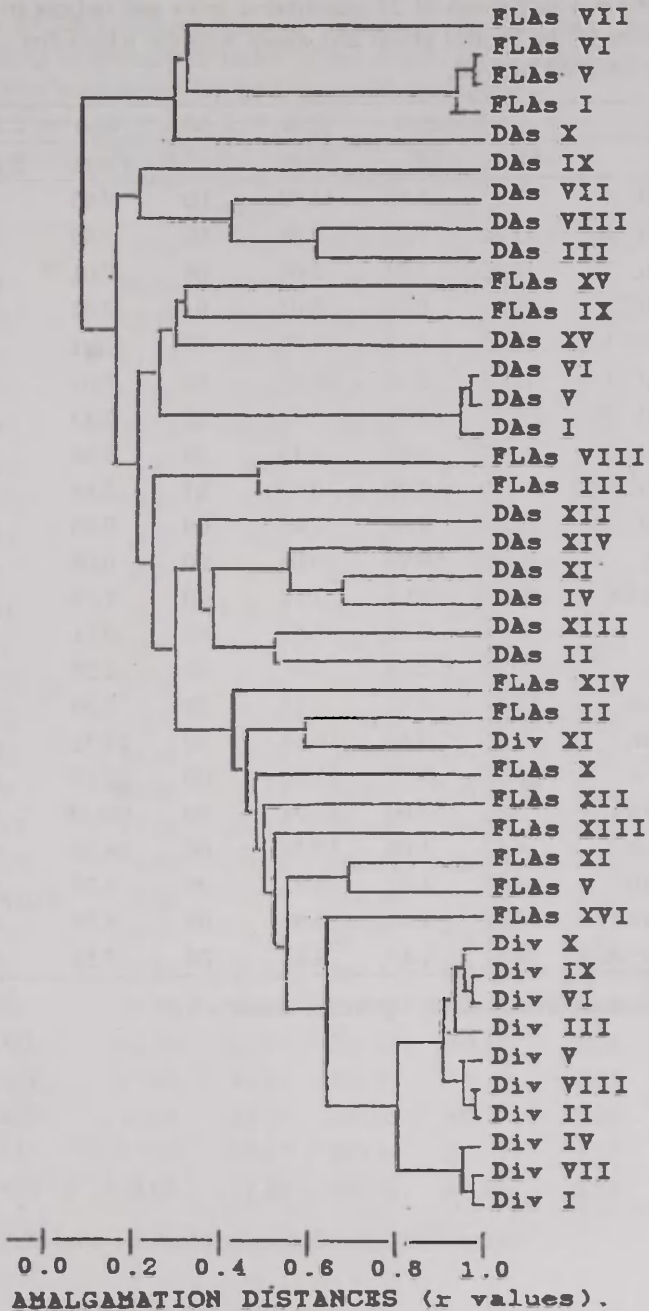 FLAs VII
FLAs VI
FLAs V
FLAs I
DAs X
DAs IX
DAs VII
DAs VIII
DAs III
FLAs XV
FLAs IX
DAs XV
DAs VI
DAs V
DAs I
FLAs VIII
FLAs III
DAs XII
DAs XIV
DAs XI
DAs IV
DAs XIII
DAs II
FLAs XIV
FLAs II
Div XI
FLAs X
FLAs XII
FLAs XIII
FLAs XI
FLAs V
FLAs XVI
Div X
Div IX
Div VI
Div III
Div V
Div VIII
Div II
Div IV
Div VII
Div I
0.0 0.2 0.4 0.6 0.8 1.0
AMALGAMATION DISTANCES (r values).